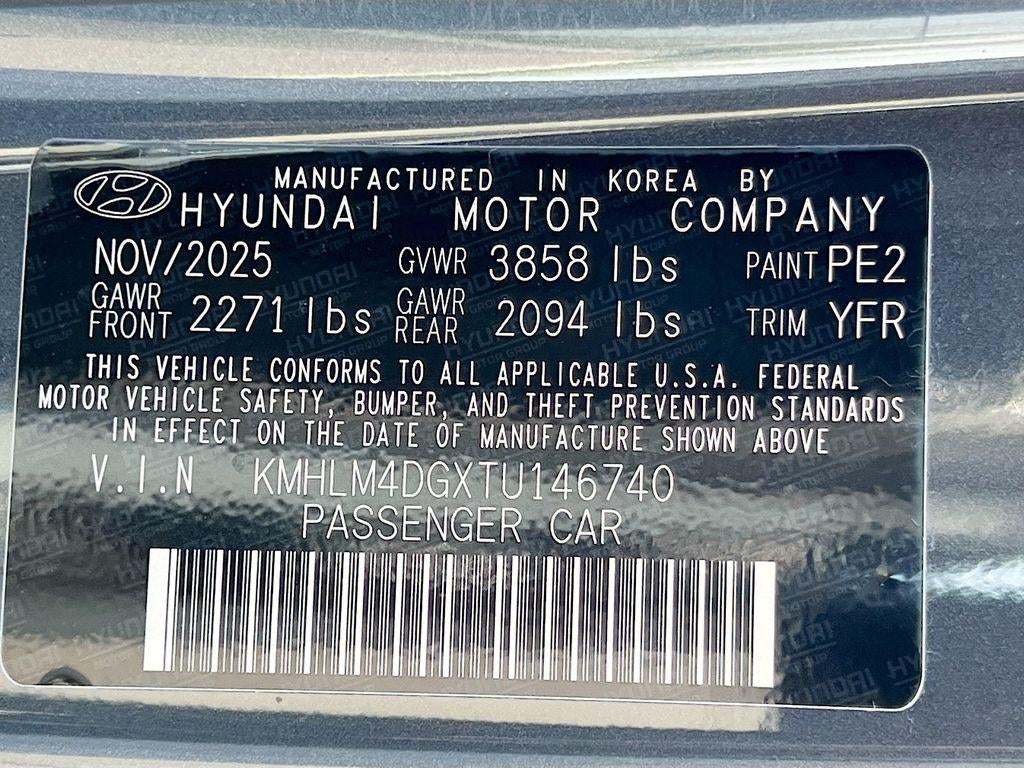 MANUFACTURED IN KOREA BY
HYUNDAI MOTOR COMPANY
NOV/2025 GVWR 3858 lbs PAINT PE2
GAWR FRONT 2271 lbs GAWR REAR 2094 lbs TRIM YFR
THIS VEHICLE CONFORMS TO ALL APPLICABLE U.S.A. FEDERAL
MOTOR VEHICLE SAFETY, BUMPER, AND THEFT PREVENTION STANDARDS
IN EFFECT ON THE DATE OF MANUFACTURE SHOWN ABOVE
V.I.N KMHLM4DGXTU146740
PASSENGER CAR